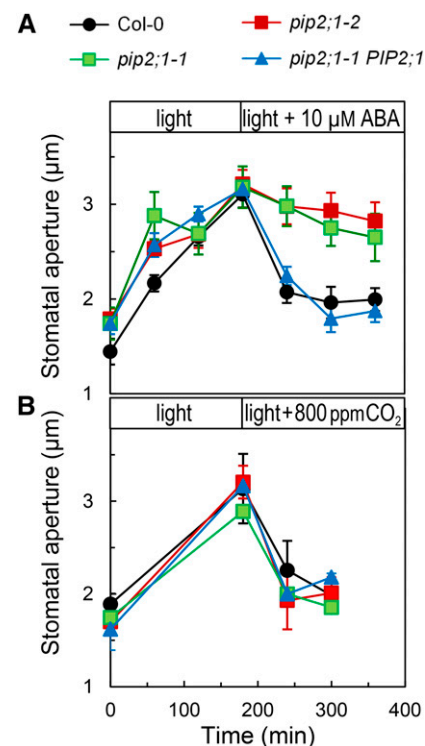 A
Col-0
pip2;1-2
pip2;1-1
pip2;1-1 PIP2;1
light
light + 10 µM ABA
Stomatal aperture (µm)
3
2
1
B
light
light+800 ppmCO₂
Stomatal aperture (µm)
3
2
1
0
100
200
300
400
Time (min)